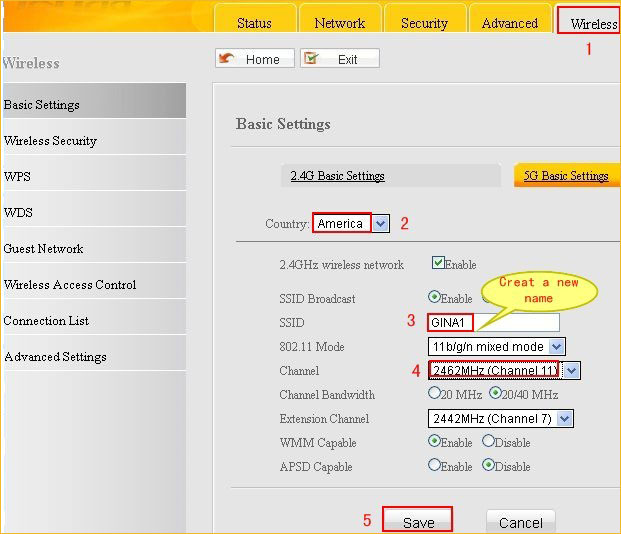 Status Network Security Advanced Wireless
1
Home Exit
Wireless
Basic Settings
Wireless Security
WPS
WDS
Guest Network
Wireless Access Control
Connection List
Advanced Settings
Basic Settings
2.4G Basic Settings 5G Basic Settings
Country: America 2
2.4GHz wireless network Enable
Creat a new
name
SSID Broadcast Enable
SSID 3 GINA1
802.11 Mode 11b/g/n mixed mode
Channel 4 2462MHz (Channel 11)
Channel Bandwidth 20 MHz 20/40 MHz
Extension Channel 2442MHz (Channel 7)
WMM Capable Enable Disable
APSD Capable Enable Disable
5 Save Cancel